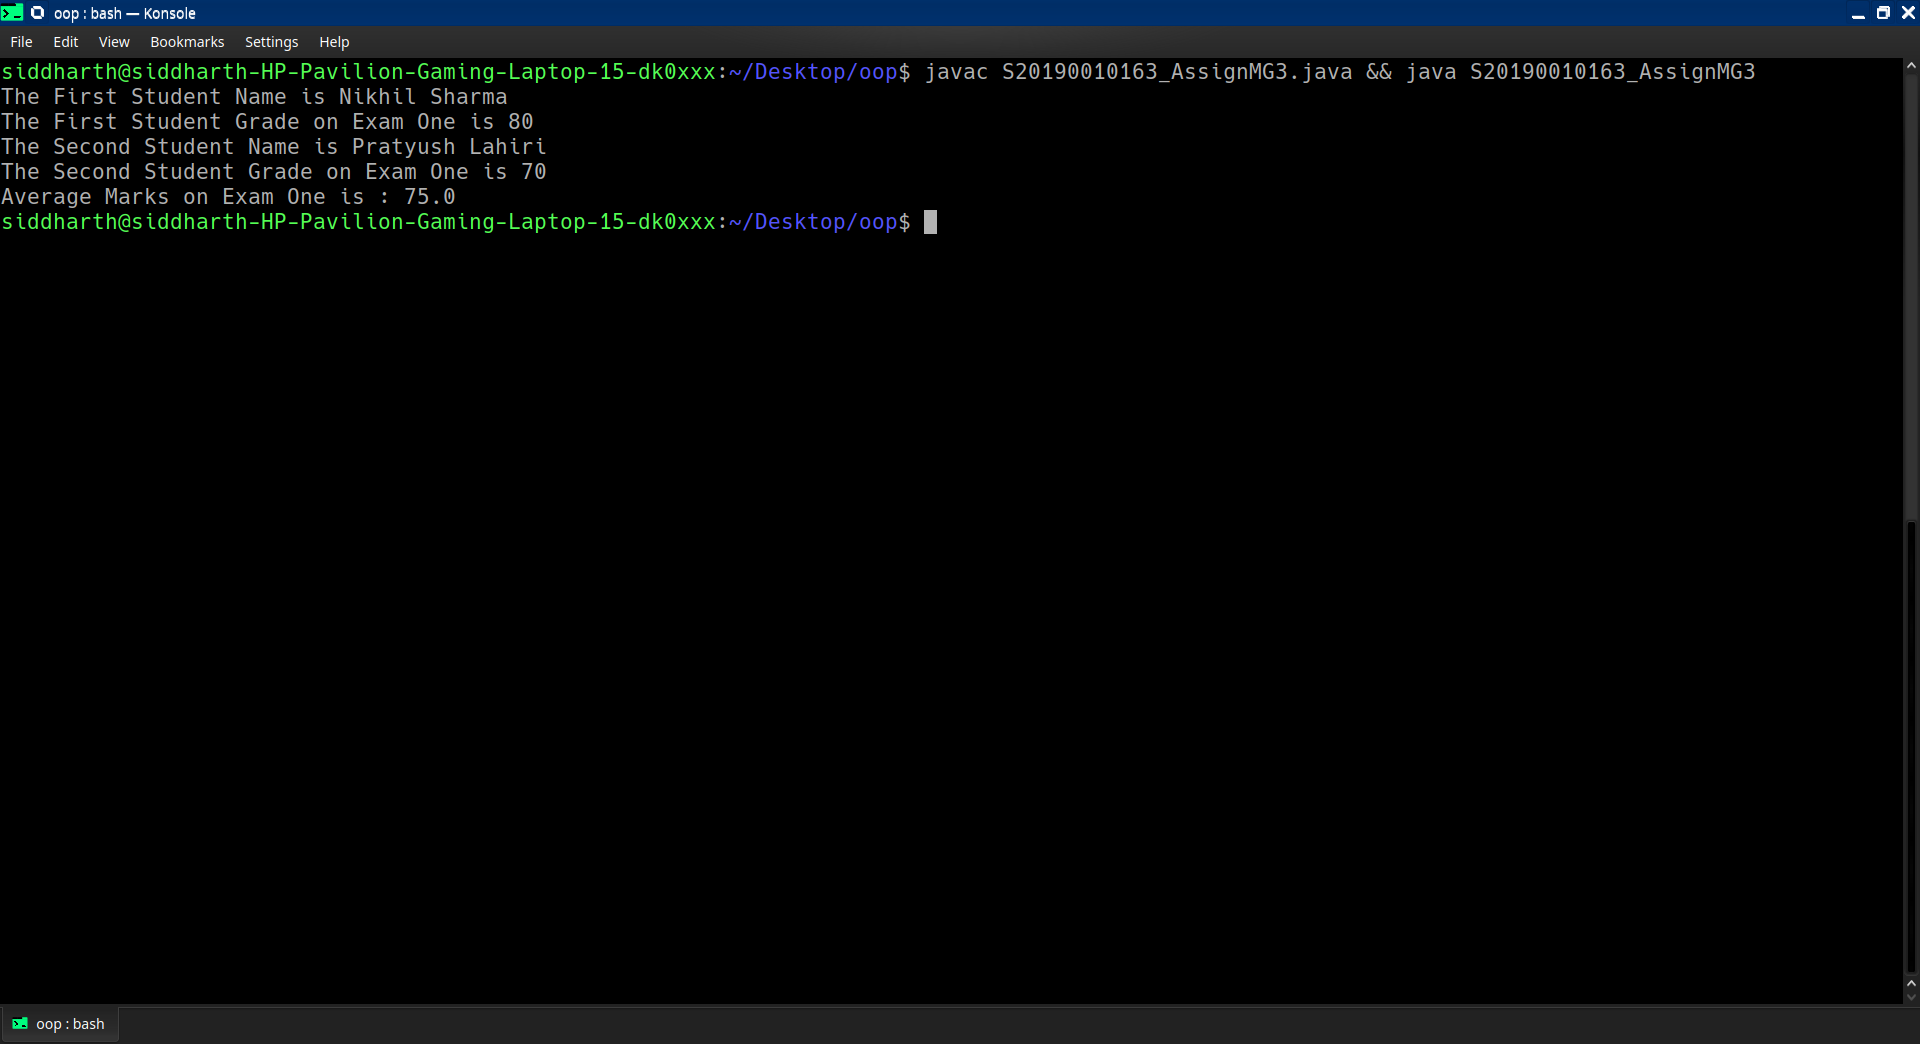 oop : bash — Konsole
File Edit View Bookmarks Settings Help
siddharth@siddharth-HP-Pavilion-Gaming-Laptop-15-dk0xxx:~/Desktop/oop$ javac S20190010163_AssignMG3.java && java S20190010163_AssignMG3
The First Student Name is Nikhil Sharma
The First Student Grade on Exam One is 80
The Second Student Name is Pratyush Lahiri
The Second Student Grade on Exam One is 70
Average Marks on Exam One is : 75.0
siddharth@siddharth-HP-Pavilion-Gaming-Laptop-15-dk0xxx:~/Desktop/oop$
oop : bash